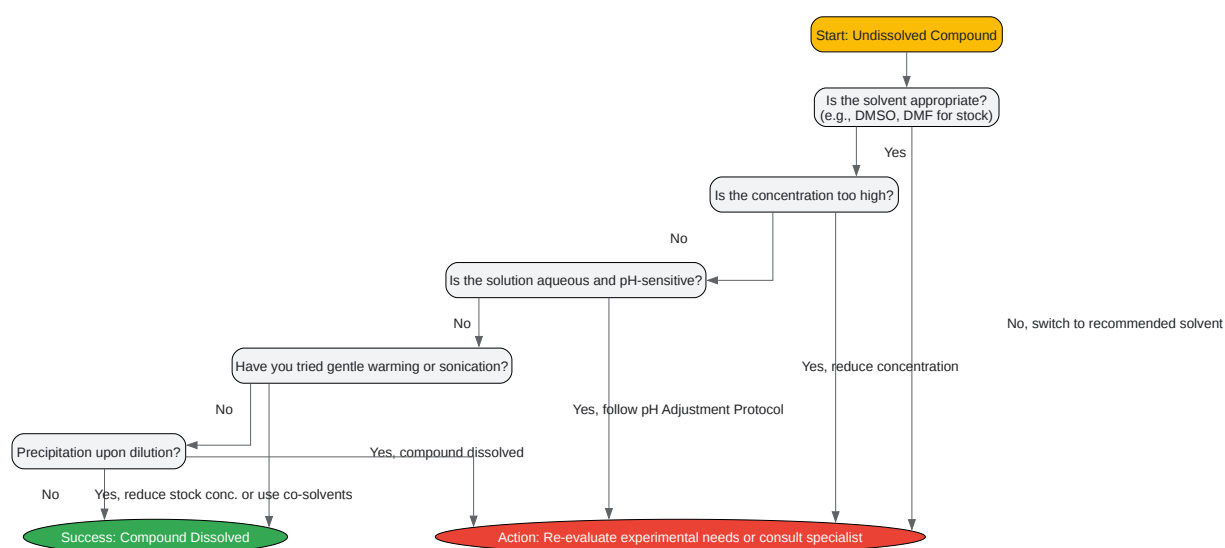 Start: Undissolved Compound
Is the solvent appropriate?
(e.g., DMSO, DMF for stock)
Yes
Is the concentration too high?
No
Is the solution aqueous and pH-sensitive?
No
No, switch to recommended solvent
Have you tried gentle warming or sonication?
Yes, reduce concentration
No
Yes, follow pH Adjustment Protocol
Precipitation upon dilution?
Yes, compound dissolved
No
Yes, reduce stock conc. or use co-solvents
Success: Compound Dissolved
Action: Re-evaluate experimental needs or consult specialist